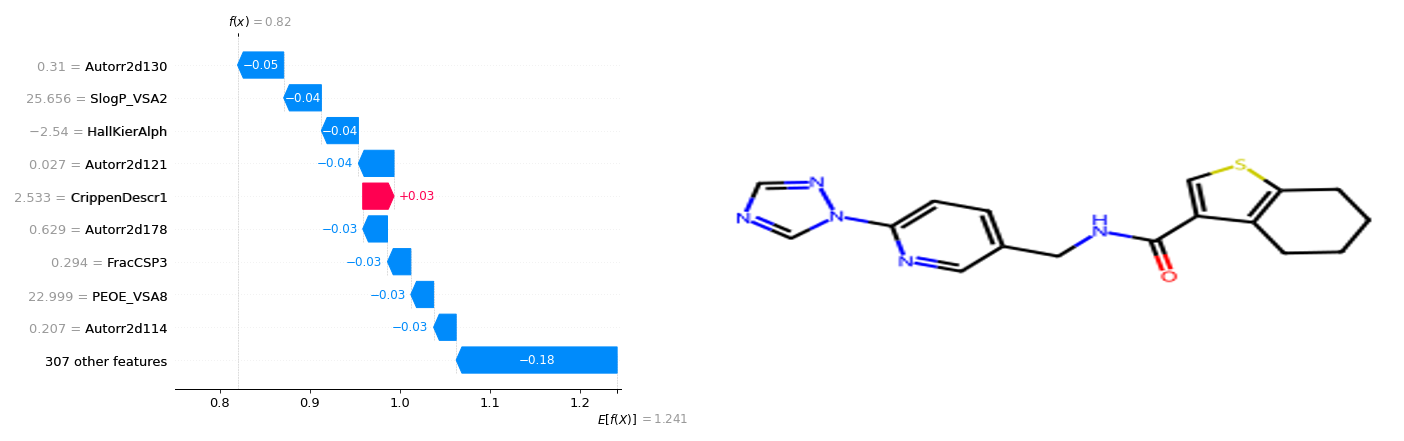 f(x) = 0.82
0.31 = Autorr2d130
−0.05
25.656 = SlogP_VSA2
−0.04
−2.54 = HallKierAlph
−0.04
0.027 = Autorr2d121
−0.04
2.533 = CrippenDescr1
+0.03
0.629 = Autorr2d178
−0.03
0.294 = FracCSP3
−0.03
22.999 = PEOE_VSA8
−0.03
0.207 = Autorr2d114
−0.03
307 other features
−0.18
0.8 0.9 1.0 1.1 1.2
E[f(X)] = 1.241
S
N
N
N
H
N
N
O